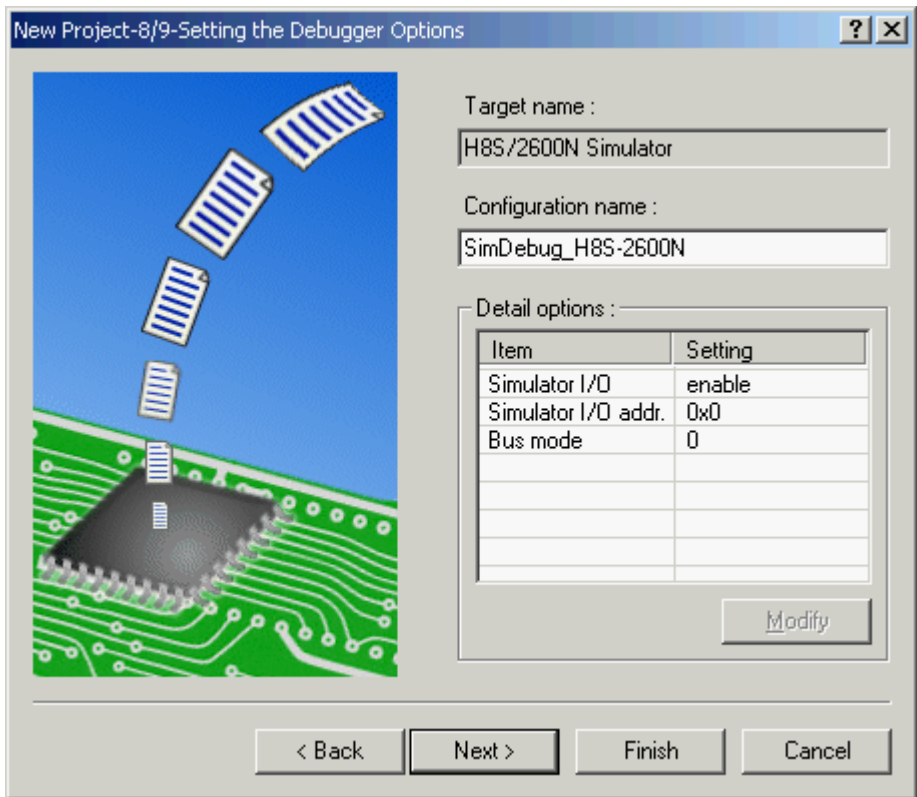 New Project-8/9-Setting the Debugger Options
Target name :
H8S/2600N Simulator
Configuration name :
SimDebug_H8S-2600N
Detail options :
Item Setting
Simulator I/O enable
Simulator I/O addr. 0x0
Bus mode 0
Modify
< Back Next > Finish Cancel